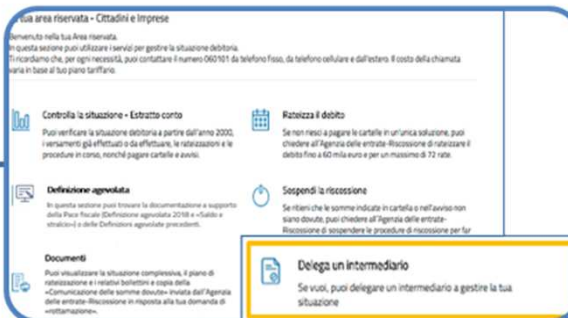 tua area riservata - Cittadini e Imprese
Benvenuto nella tua Area riservata.
In questa sezione puoi utilizzare i servizi per gestire la situazione debitoria.
Ti ricordiamo che, per ogni necessità, puoi contattare il numero 060101 da telefono fisso, da telefono cellulare e dall'estero. Il costo della chiamata
varia in base al tuo piano tariffario.
Controlla la situazione - Estratto conto
Puoi verificare la situazione debitoria a partire dall'anno 2000,
i versamenti già effettuati o da effettuare, le rateizzazioni e le
procedure in corso, nonché pagare cartelle e avvisi.
Rateizza il debito
Se non riesci a pagare le cartelle in un'unica soluzione, puoi
chiedere all'Agenzia delle entrate-Riscossione di rateizzare il
debito fino a 60 mila euro e per un massimo di 72 rate.
Definizione agevolata
In questa sezione puoi trovare la documentazione a supporto
della Pace fiscale (Definizione agevolata 2018 e «Saldo e
stralcio») o delle Definizioni agevolate precedenti.
Sospendi la riscossione
Se ritieni che le somme indicate in cartella o nell'avviso non
siano dovute, puoi chiedere all'Agenzia delle entrate-
Riscossione di sospendere le procedure di riscossione per far
Documenti
Puoi visualizzare la situazione complessiva, il piano di
rateizzazione e i relativi bollettini e copia della
«Comunicazione delle somme dovute» inviata dall'Agenzia
delle entrate-Riscossione in risposta alla tua domanda di
«rottamazione».
Delega un intermediario
Se vuoi, puoi delegare un intermediario a gestire la tua
situazione